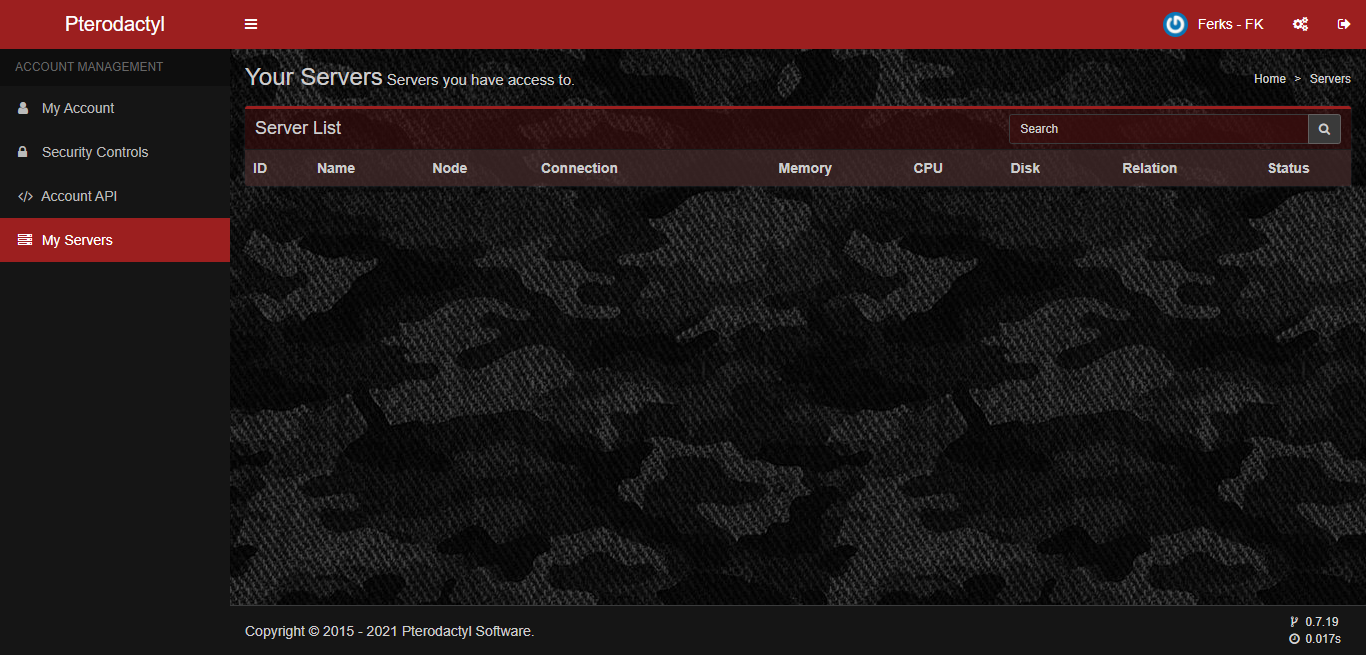 Pterodactyl
Ferks - FK
ACCOUNT MANAGEMENT
My Account
Security Controls
Account API
My Servers
Your Servers Servers you have access to.
Home > Servers
Server List
Search
ID Name Node Connection Memory CPU Disk Relation Status
Copyright © 2015 - 2021 Pterodactyl Software.
0.7.19
0.017s